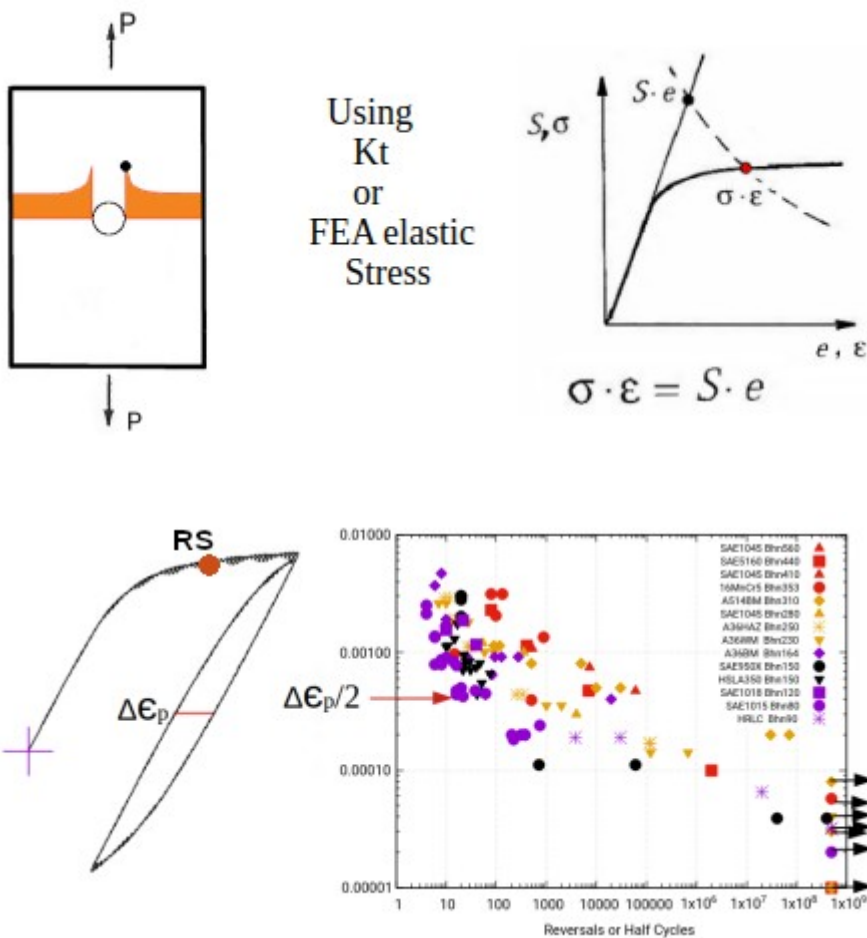 P
Using
Kt
or
FEA elastic
Stress
P
S,σ
S·e
σ·ε
e , ε
σ·ε = S·e
RS
Δϵp
Δϵp/2
0.01000
0.00100
0.00010
0.00001
SAE1045 Bhn560
SAE5160 Bhn440
SAE1045 Bhn410
16MnCr5 Bhn353
A514BM Bhn310
SAE1045 Bhn280
A36HAZ Bhn250
A36WM Bhn230
A36BM Bhn164
SAE950X Bhn150
HSLA350 Bhn150
SAE1018 Bhn120
SAE1015 Bhn80
HRLC Bhn90
1 10 100 1000 10000 100000 1x10⁶ 1x10⁷ 1x10⁸ 1x10⁹
Reversals or Half Cycles